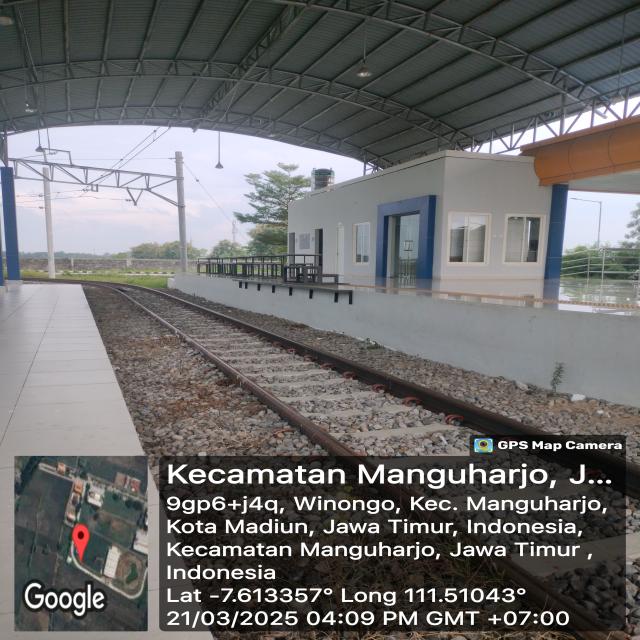 GPS Map Camera
Kecamatan Manguharjo, J...
9gp6+j4q, Winongo, Kec. Manguharjo,
Kota Madiun, Jawa Timur, Indonesia,
Kecamatan Manguharjo, Jawa Timur ,
Indonesia
Lat -7.613357° Long 111.51043°
21/03/2025 04:09 PM GMT +07:00
Google